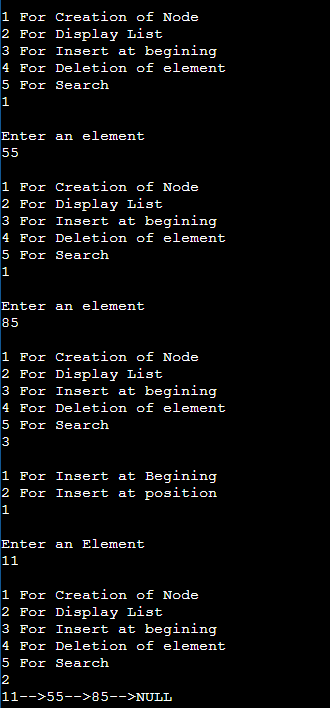 1 For Creation of Node
2 For Display List
3 For Insert at begining
4 For Deletion of element
5 For Search
1
Enter an element
55
1 For Creation of Node
2 For Display List
3 For Insert at begining
4 For Deletion of element
5 For Search
1
Enter an element
85
1 For Creation of Node
2 For Display List
3 For Insert at begining
4 For Deletion of element
5 For Search
3
1 For Insert at Begining
2 For Insert at position
1
Enter an Element
11
1 For Creation of Node
2 For Display List
3 For Insert at begining
4 For Deletion of element
5 For Search
2
11-->55-->85-->NULL